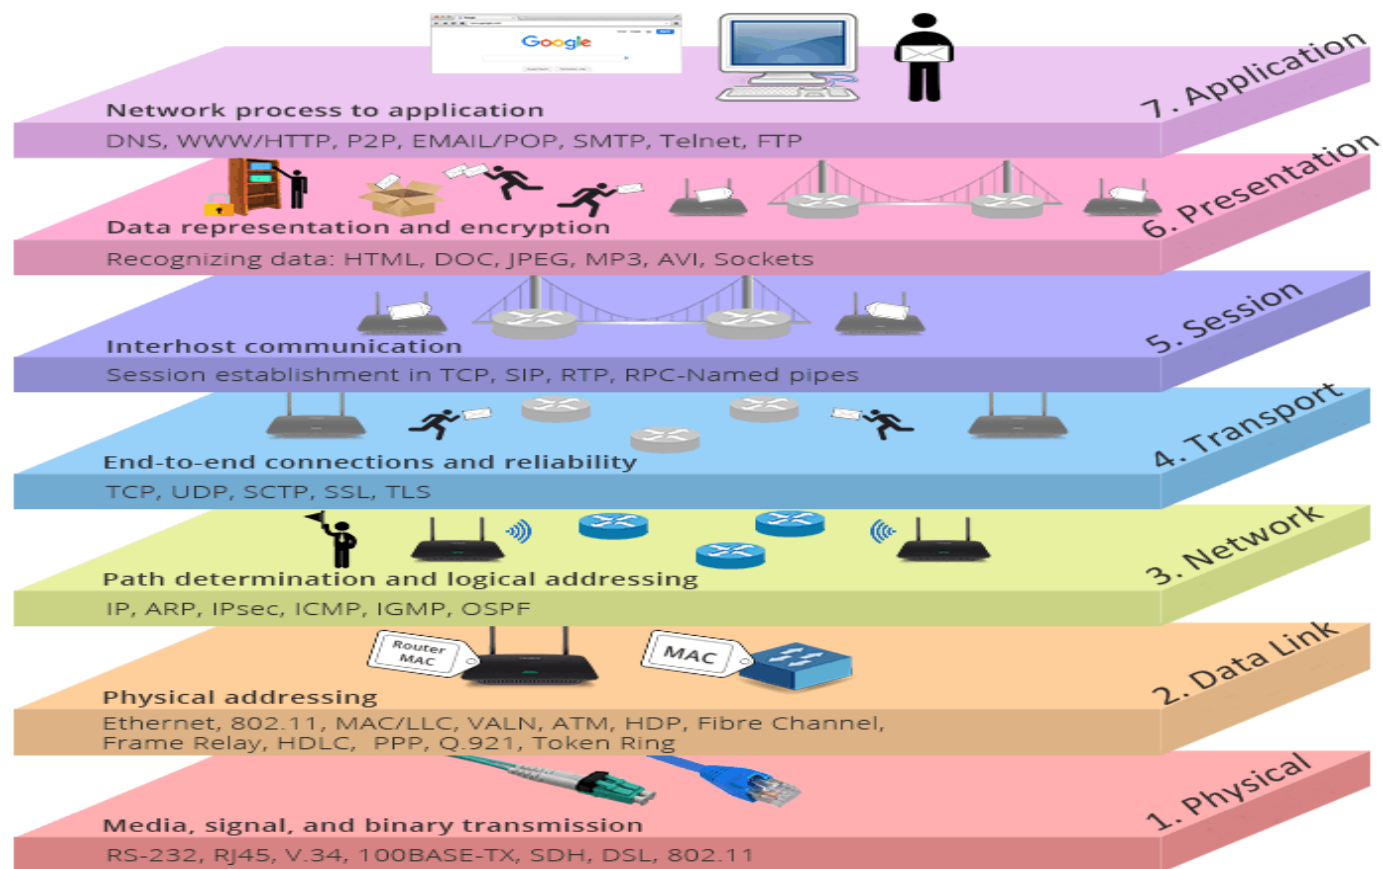 Google
7. Application
Network process to application
DNS, WWW/HTTP, P2P, EMAIL/POP, SMTP, Telnet, FTP
6. Presentation
Data representation and encryption
Recognizing data: HTML, DOC, JPEG, MP3, AVI, Sockets
5. Session
Interhost communication
Session establishment in TCP, SIP, RTP, RPC-Named pipes
4. Transport
End-to-end connections and reliability
TCP, UDP, SCTP, SSL, TLS
3. Network
Path determination and logical addressing
IP, ARP, IPsec, ICMP, IGMP, OSPF
Router
MAC
MAC
2. Data Link
Physical addressing
Ethernet, 802.11, MAC/LLC, VALN, ATM, HDP, Fibre Channel,
Frame Relay, HDLC, PPP, Q.921, Token Ring
1. Physical
Media, signal, and binary transmission
RS-232, RJ45, V.34, 100BASE-TX, SDH, DSL, 802.11